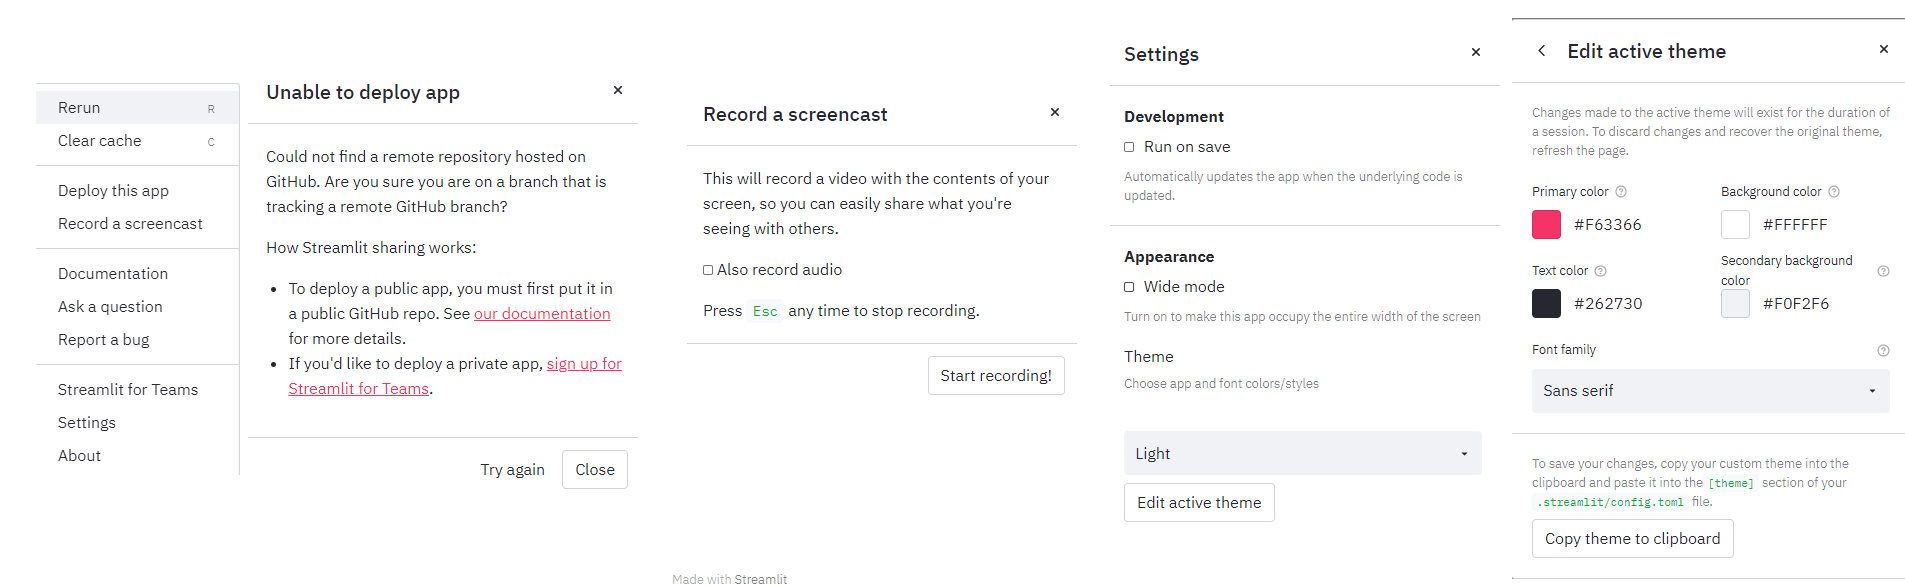 Rerun R
Clear cache C
Deploy this app
Record a screencast
Documentation
Ask a question
Report a bug
Streamlit for Teams
Settings
About
Unable to deploy app ×
Could not find a remote repository hosted on
GitHub. Are you sure you are on a branch that is
tracking a remote GitHub branch?
How Streamlit sharing works:
• To deploy a public app, you must first put it in
a public GitHub repo. See our documentation
for more details.
• If you'd like to deploy a private app, sign up for
Streamlit for Teams.
Try again Close
Record a screencast ×
This will record a video with the contents of your
screen, so you can easily share what you're
seeing with others.
Also record audio
Press Esc any time to stop recording.
Start recording!
Made with Streamlit
Settings ×
Development
Run on save
Automatically updates the app when the underlying code is
updated.
Appearance
Wide mode
Turn on to make this app occupy the entire width of the screen
Theme
Choose app and font colors/styles
Light
Edit active theme
Edit active theme ×
Changes made to the active theme will exist for the duration of
a session. To discard changes and recover the original theme,
refresh the page.
Primary color
#F63366
Background color
#FFFFFF
Text color
#262730
Secondary background
color
#F0F2F6
Font family
Sans serif
To save your changes, copy your custom theme into the
clipboard and paste it into the [theme] section of your
.streamlit/config.toml file.
Copy theme to clipboard